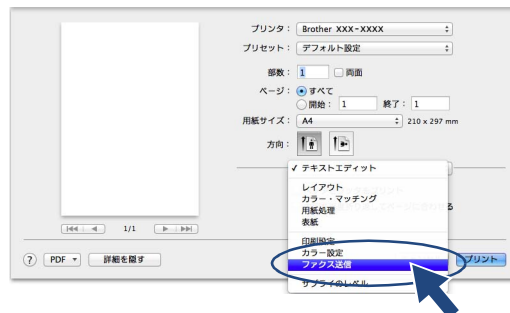 プリンタ： Brother XXX-XXXX
プリセット： デフォルト設定
部数： 1 両面
ページ： すべて
開始： 1 終了： 1
用紙サイズ： A4 210 x 297 mm
方向：
✓ テキストエディット
レイアウト
カラー・マッチング
用紙処理
表紙
印刷設定
カラー設定
ファクス送信
サプライのレベル
1/1
? PDF 詳細を隠す プリント